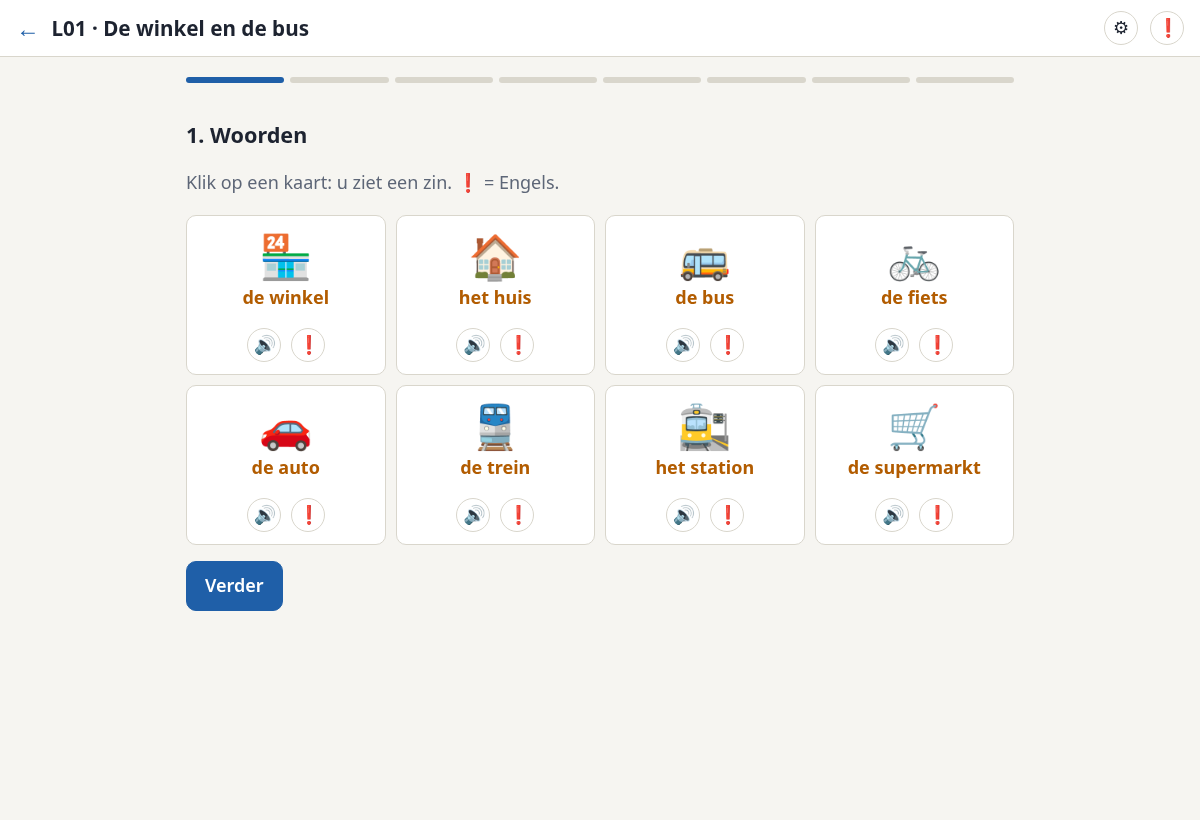 ← L01 · De winkel en de bus ⚙ ❗
1. Woorden
Klik op een kaart: u ziet een zin. ❗ = Engels.
24
de winkel
het huis
de bus
de fiets
de auto
de trein
het station
de supermarkt
Verder